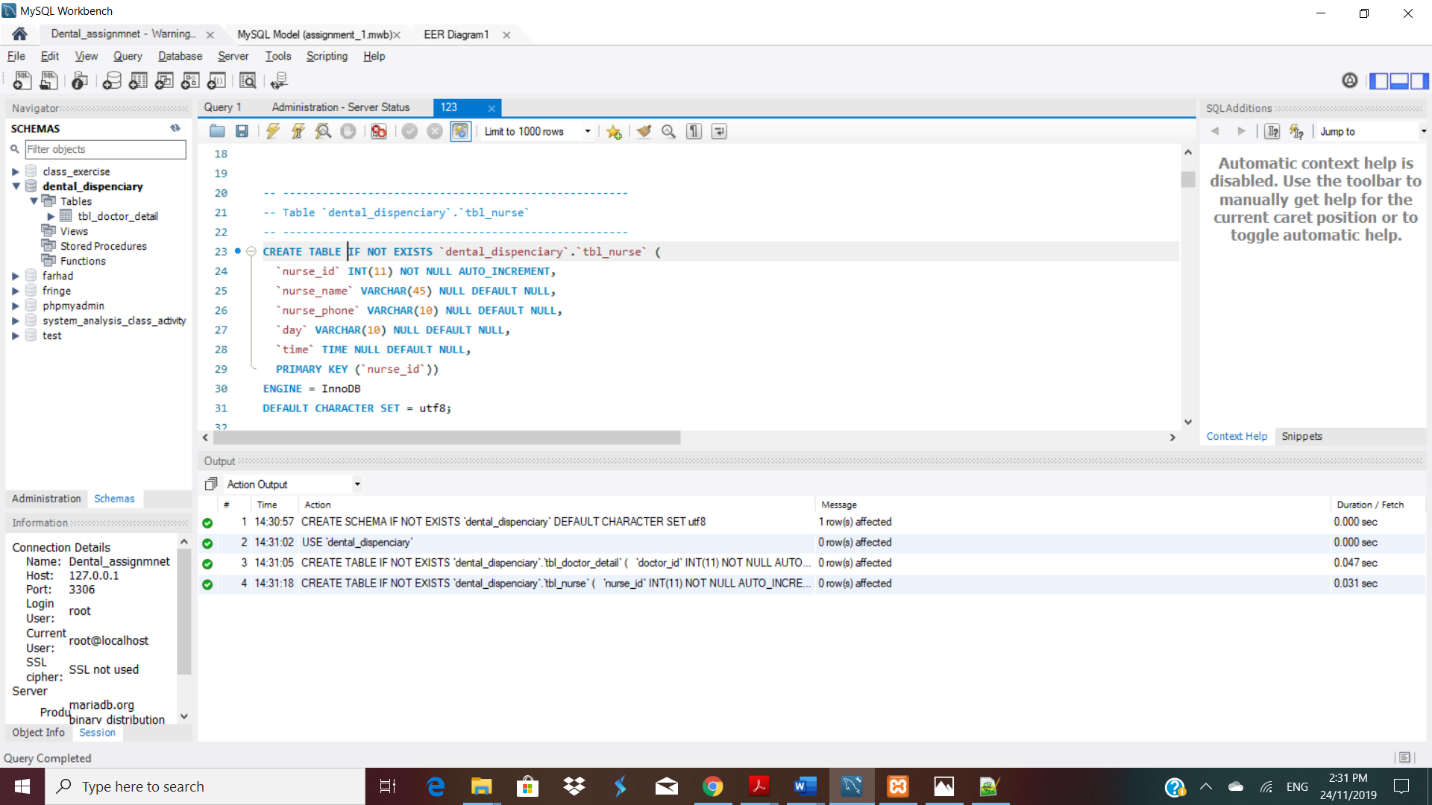 MySQL Workbench
Dental_assignmnet - Warning... × MySQL Model (assignment_1.mwb)× EER Diagram1 ×
File Edit View Query Database Server Tools Scripting Help
Navigator
SCHEMAS
Filter objects
class_exercise
dental_dispenciary
Tables
tbl_doctor_detail
Views
Stored Procedures
Functions
farhad
fringe
phpmyadmin
system_analysis_class_activity
test
Administration Schemas
Information
Connection Details
Name: Dental_assignmnet
Host: 127.0.0.1
Port: 3306
Login User: root
Current User: root@localhost
SSL cipher: SSL not used
Server
Produ mariadb.org
binary distribution
Object Info Session
Query 1 Administration - Server Status 123 ×
Limit to 1000 rows
18
19
20 -- -----------------------------------------------------
21 -- Table `dental_dispenciary`.`tbl_nurse`
22 -- -----------------------------------------------------
23 CREATE TABLE IF NOT EXISTS `dental_dispenciary`.`tbl_nurse` (
24 `nurse_id` INT(11) NOT NULL AUTO_INCREMENT,
25 `nurse_name` VARCHAR(45) NULL DEFAULT NULL,
26 `nurse_phone` VARCHAR(10) NULL DEFAULT NULL,
27 `day` VARCHAR(10) NULL DEFAULT NULL,
28 `time` TIME NULL DEFAULT NULL,
29 PRIMARY KEY (`nurse_id`))
30 ENGINE = InnoDB
31 DEFAULT CHARACTER SET = utf8;
32
SQLAdditions
Jump to
Automatic context help is
disabled. Use the toolbar to
manually get help for the
current caret position or to
toggle automatic help.
Context Help Snippets
Output
Action Output
# Time Action Message Duration / Fetch
1 14:30:57 CREATE SCHEMA IF NOT EXISTS `dental_dispenciary` DEFAULT CHARACTER SET utf8 1 row(s) affected 0.000 sec
2 14:31:02 USE `dental_dispenciary` 0 row(s) affected 0.000 sec
3 14:31:05 CREATE TABLE IF NOT EXISTS `dental_dispenciary`.`tbl_doctor_detail` ( `doctor_id` INT(11) NOT NULL AUTO... 0 row(s) affected 0.047 sec
4 14:31:18 CREATE TABLE IF NOT EXISTS `dental_dispenciary`.`tbl_nurse` ( `nurse_id` INT(11) NOT NULL AUTO_INCRE... 0 row(s) affected 0.031 sec
Query Completed
Type here to search
ENG
2:31 PM
24/11/2019